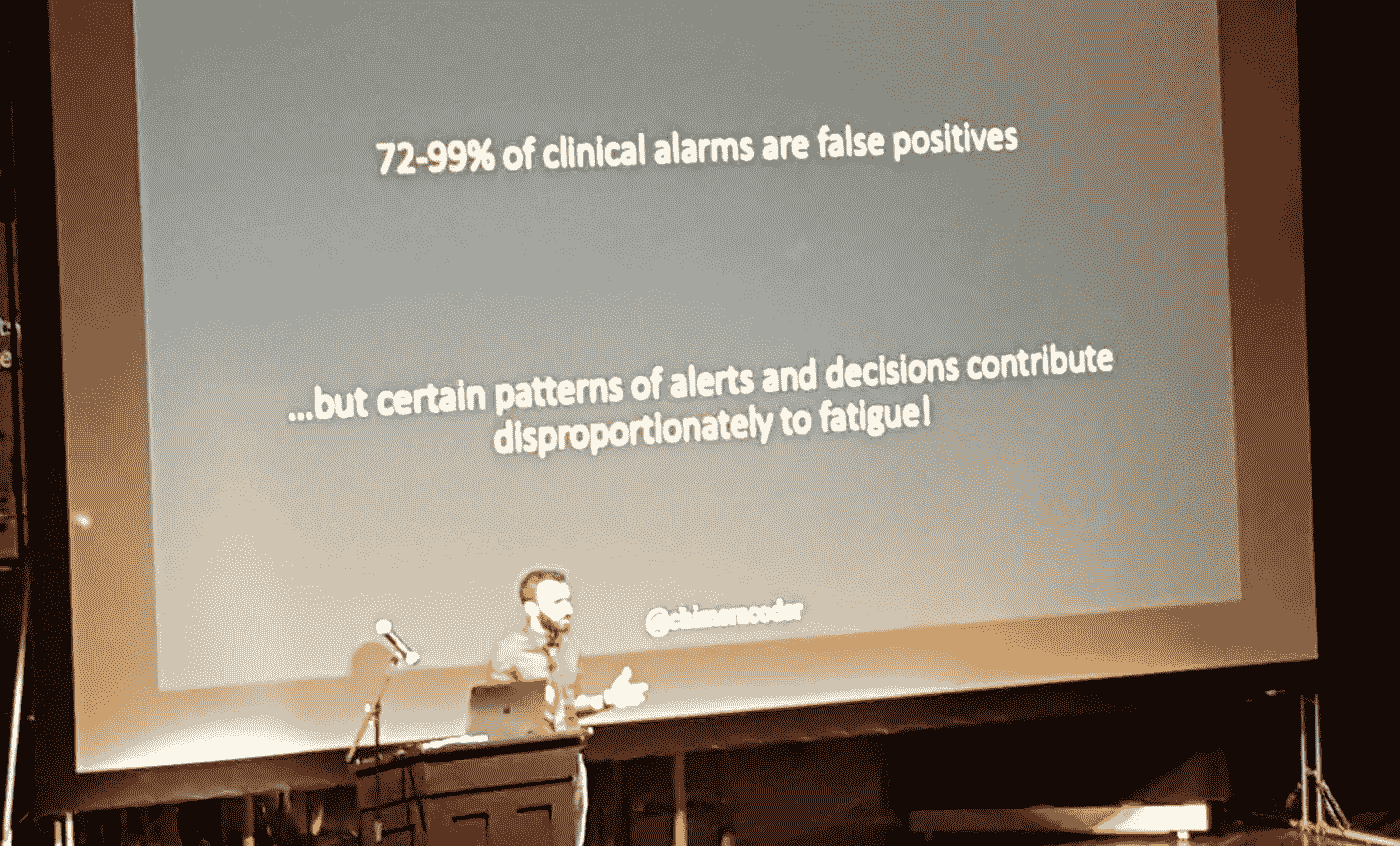 72-99% of clinical alarms are false positives
...but certain patterns of alerts and decisions contribute
disproportionately to fatigue!
@chimeracoder